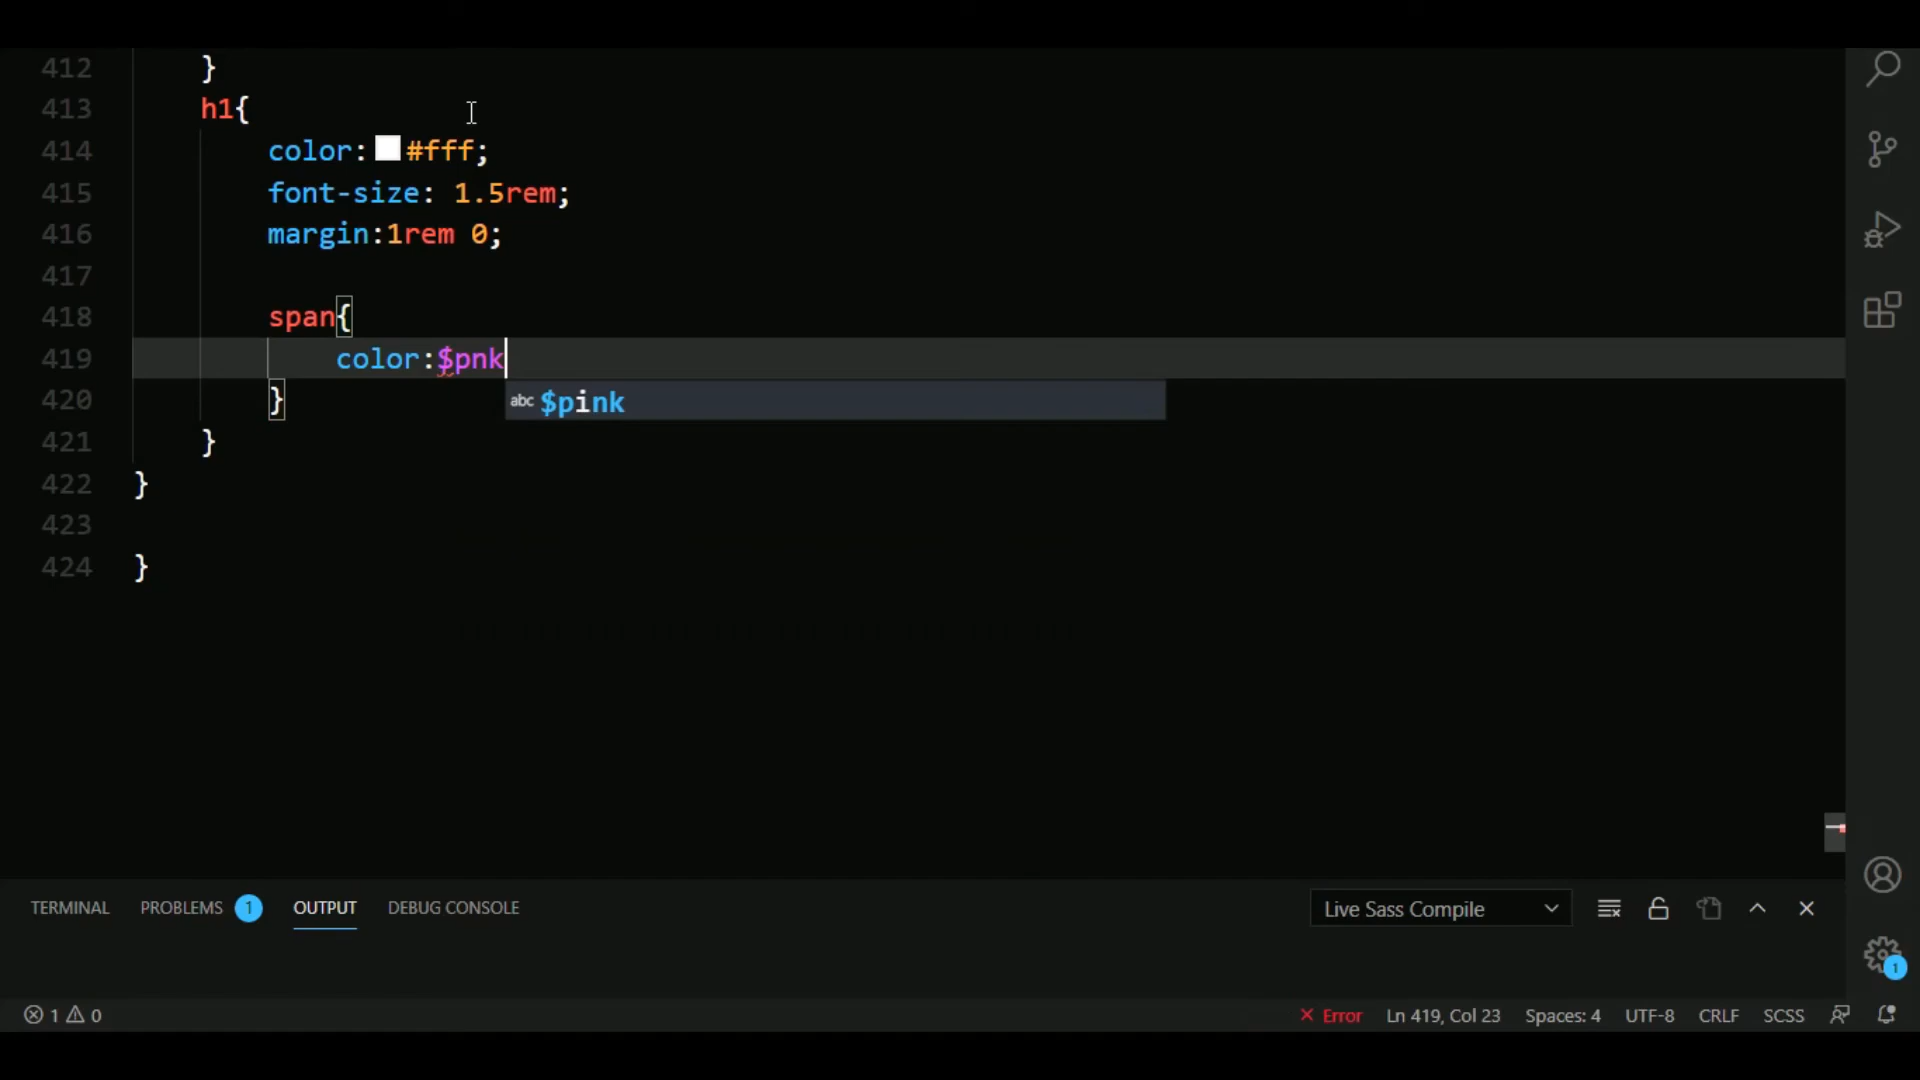 412 }
413 h1{
414 color: #fff;
415 font-size: 1.5rem;
416 margin:1rem 0;
417
418 span{
419 color:$pnk
420 }
abc $pink
421 }
422 }
423
424 }
TERMINAL PROBLEMS 1 OUTPUT DEBUG CONSOLE Live Sass Compile
1
1 0 Error Ln 419, Col 23 Spaces: 4 UTF-8 CRLF SCSS